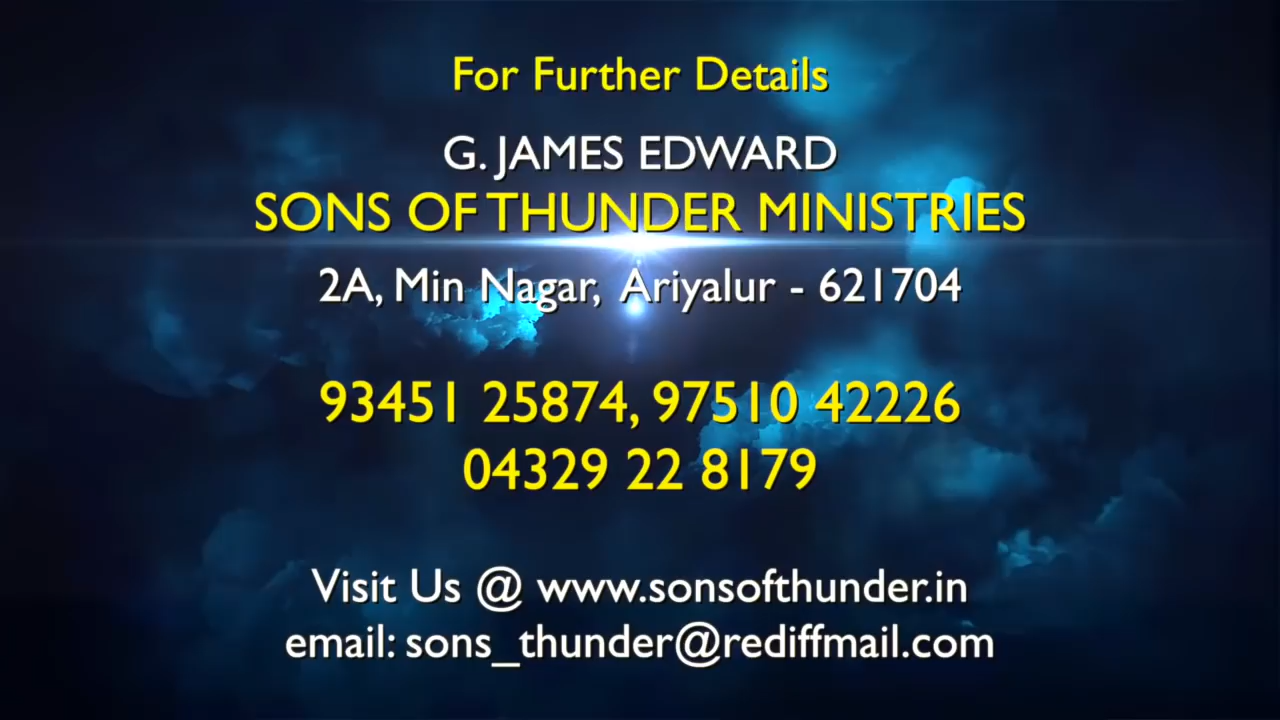 For Further Details
G. JAMES EDWARD
SONS OF THUNDER MINISTRIES
2A, Min Nagar, Ariyalur - 621704
93451 25874, 97510 42226
04329 22 8179
Visit Us @ www.sonsofthunder.in
email: sons_thunder@rediffmail.com